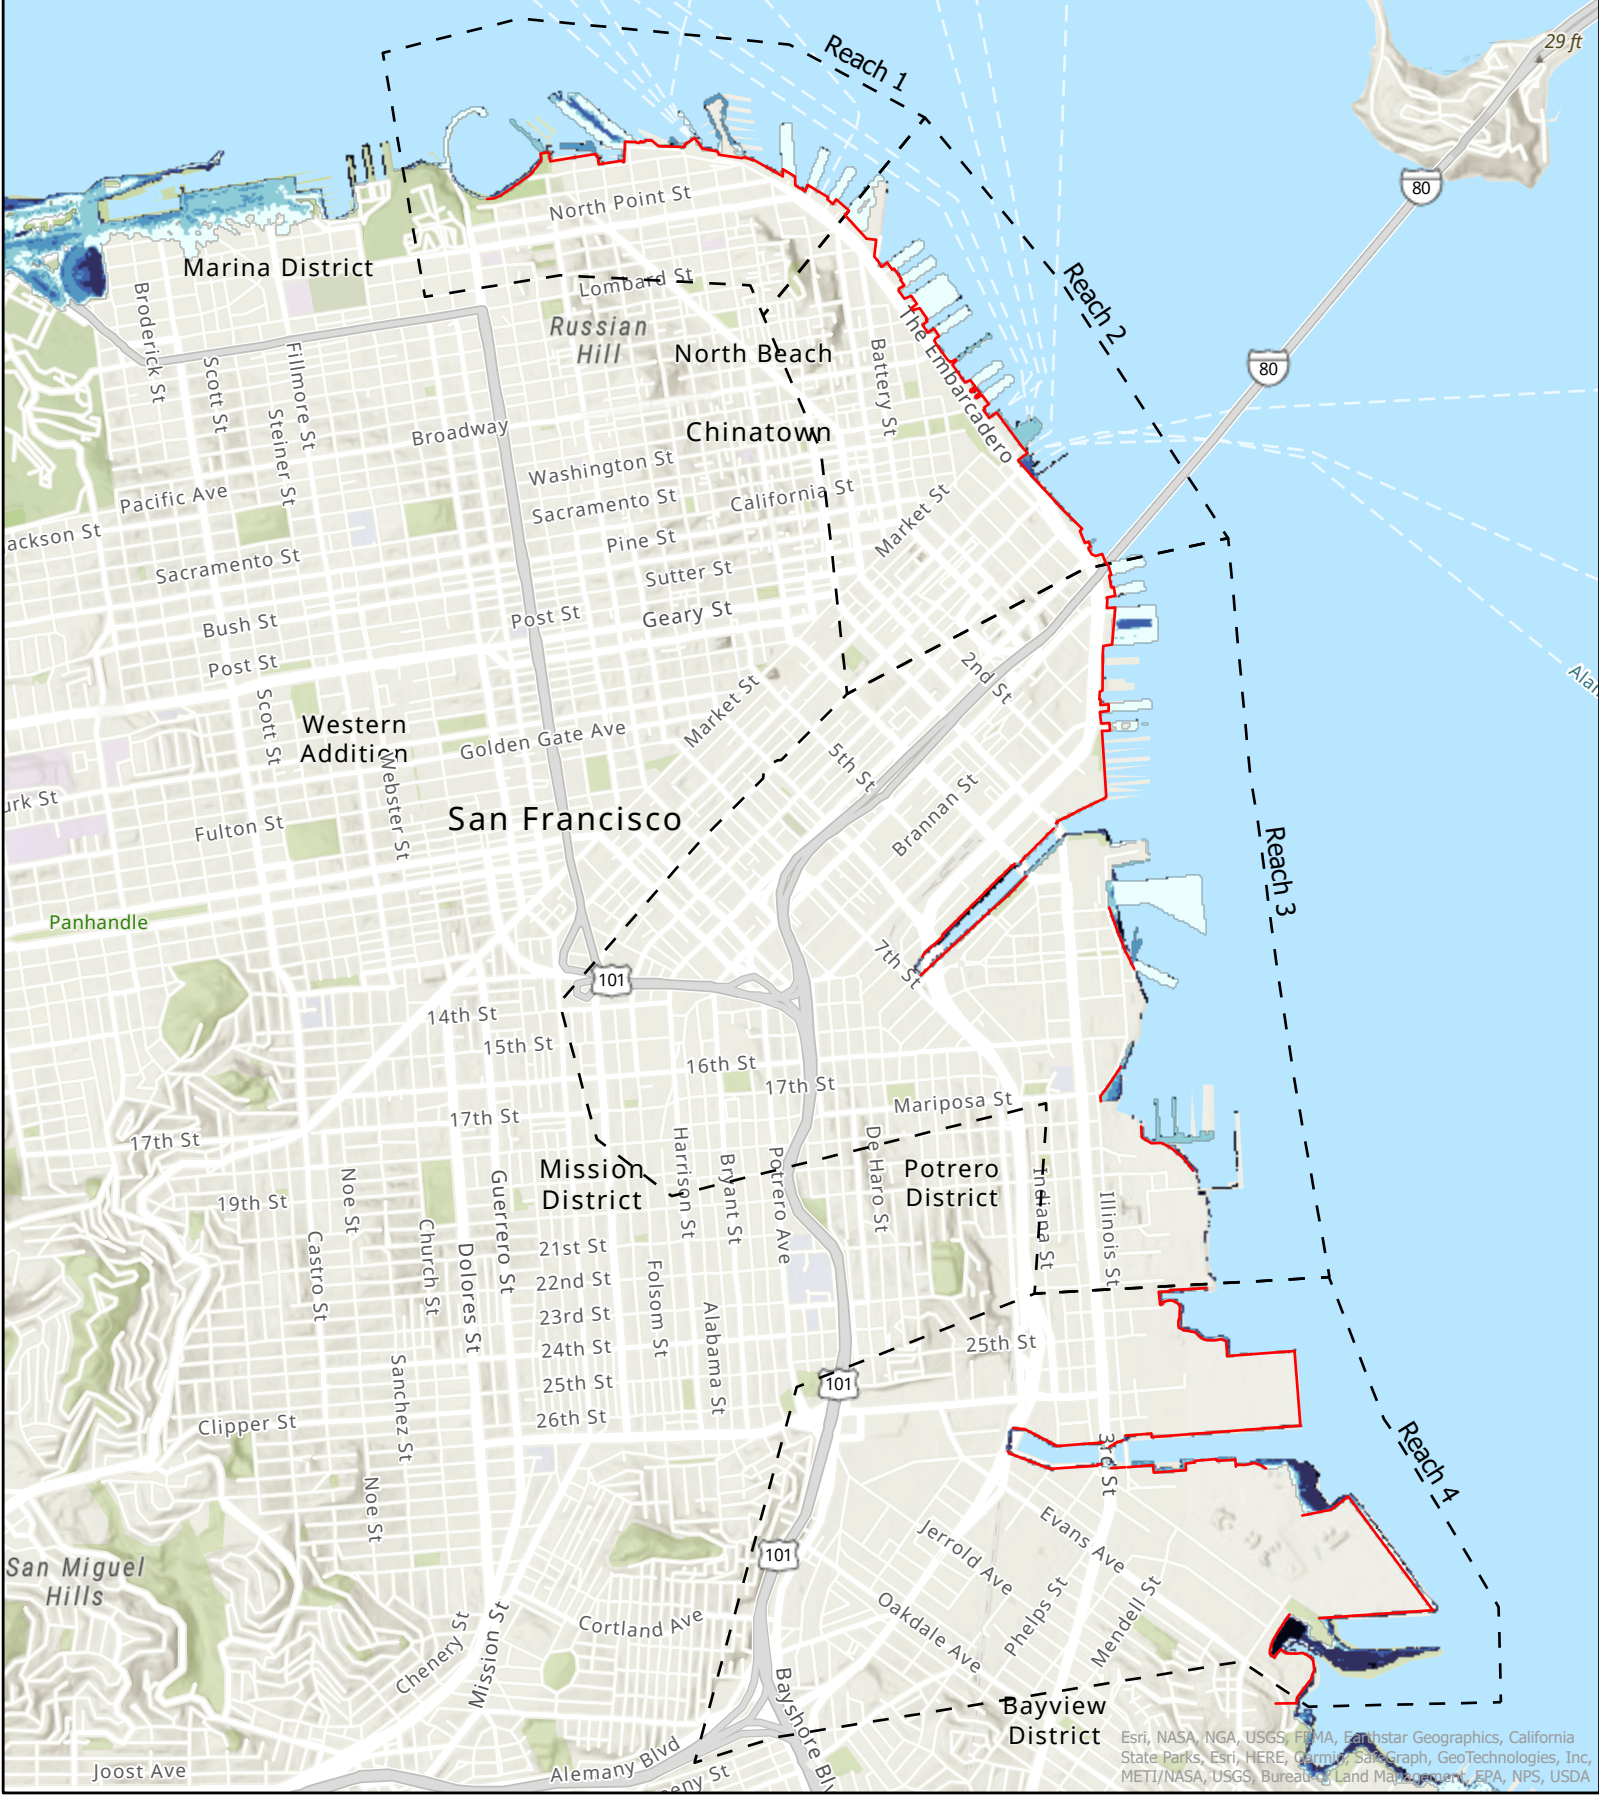 29 ft
Reach 1
80
North Point St
Marina District
Lombard St
Reach 2
Broderick St
Russian
Hill
North Beach
The Embarcadero
Battery St
80
Scott St
Fillmore St
Steiner St
Broadway
Chinatown
Washington St
Pacific Ave
Sacramento St
California St
Market St
ackson St
Pine St
Sacramento St
Sutter St
Bush St
Post St
Geary St
Post St
2nd St
Alan
Scott St
Western
Addition
Market St
Golden Gate Ave
Webster St
5th St
urk St
Fulton St
San Francisco
Brannan St
Reach 3
Panhandle
7th St
101
14th St
15th St
16th St
17th St
Mariposa St
17th St
17th St
Mission
District
Harrison St
Bryant St
Potrero Ave
De Haro St
Potrero
District
Indiana St
Illinois St
19th St
Noe St
Guerrero St
Castro St
Church St
Dolores St
21st St
22nd St
23rd St
24th St
25th St
26th St
Folsom St
Alabama St
25th St
101
Sanchez St
Clipper St
3rd St
Reach 4
Noe St
Evans Ave
Jerrold Ave
101
San Miguel
Hills
Phelps St
Mendell St
Oakdale Ave
Cortland Ave
Chenery St
Mission St
Bayshore Blv
Bayview
District
Joost Ave
Alemany Blvd
eny St
Esri, NASA, NGA, USGS, FEMA, Earthstar Geographics, California
State Parks, Esri, HERE, Garmin, SafeGraph, GeoTechnologies, Inc,
METI/NASA, USGS, Bureau of Land Management, EPA, NPS, USDA